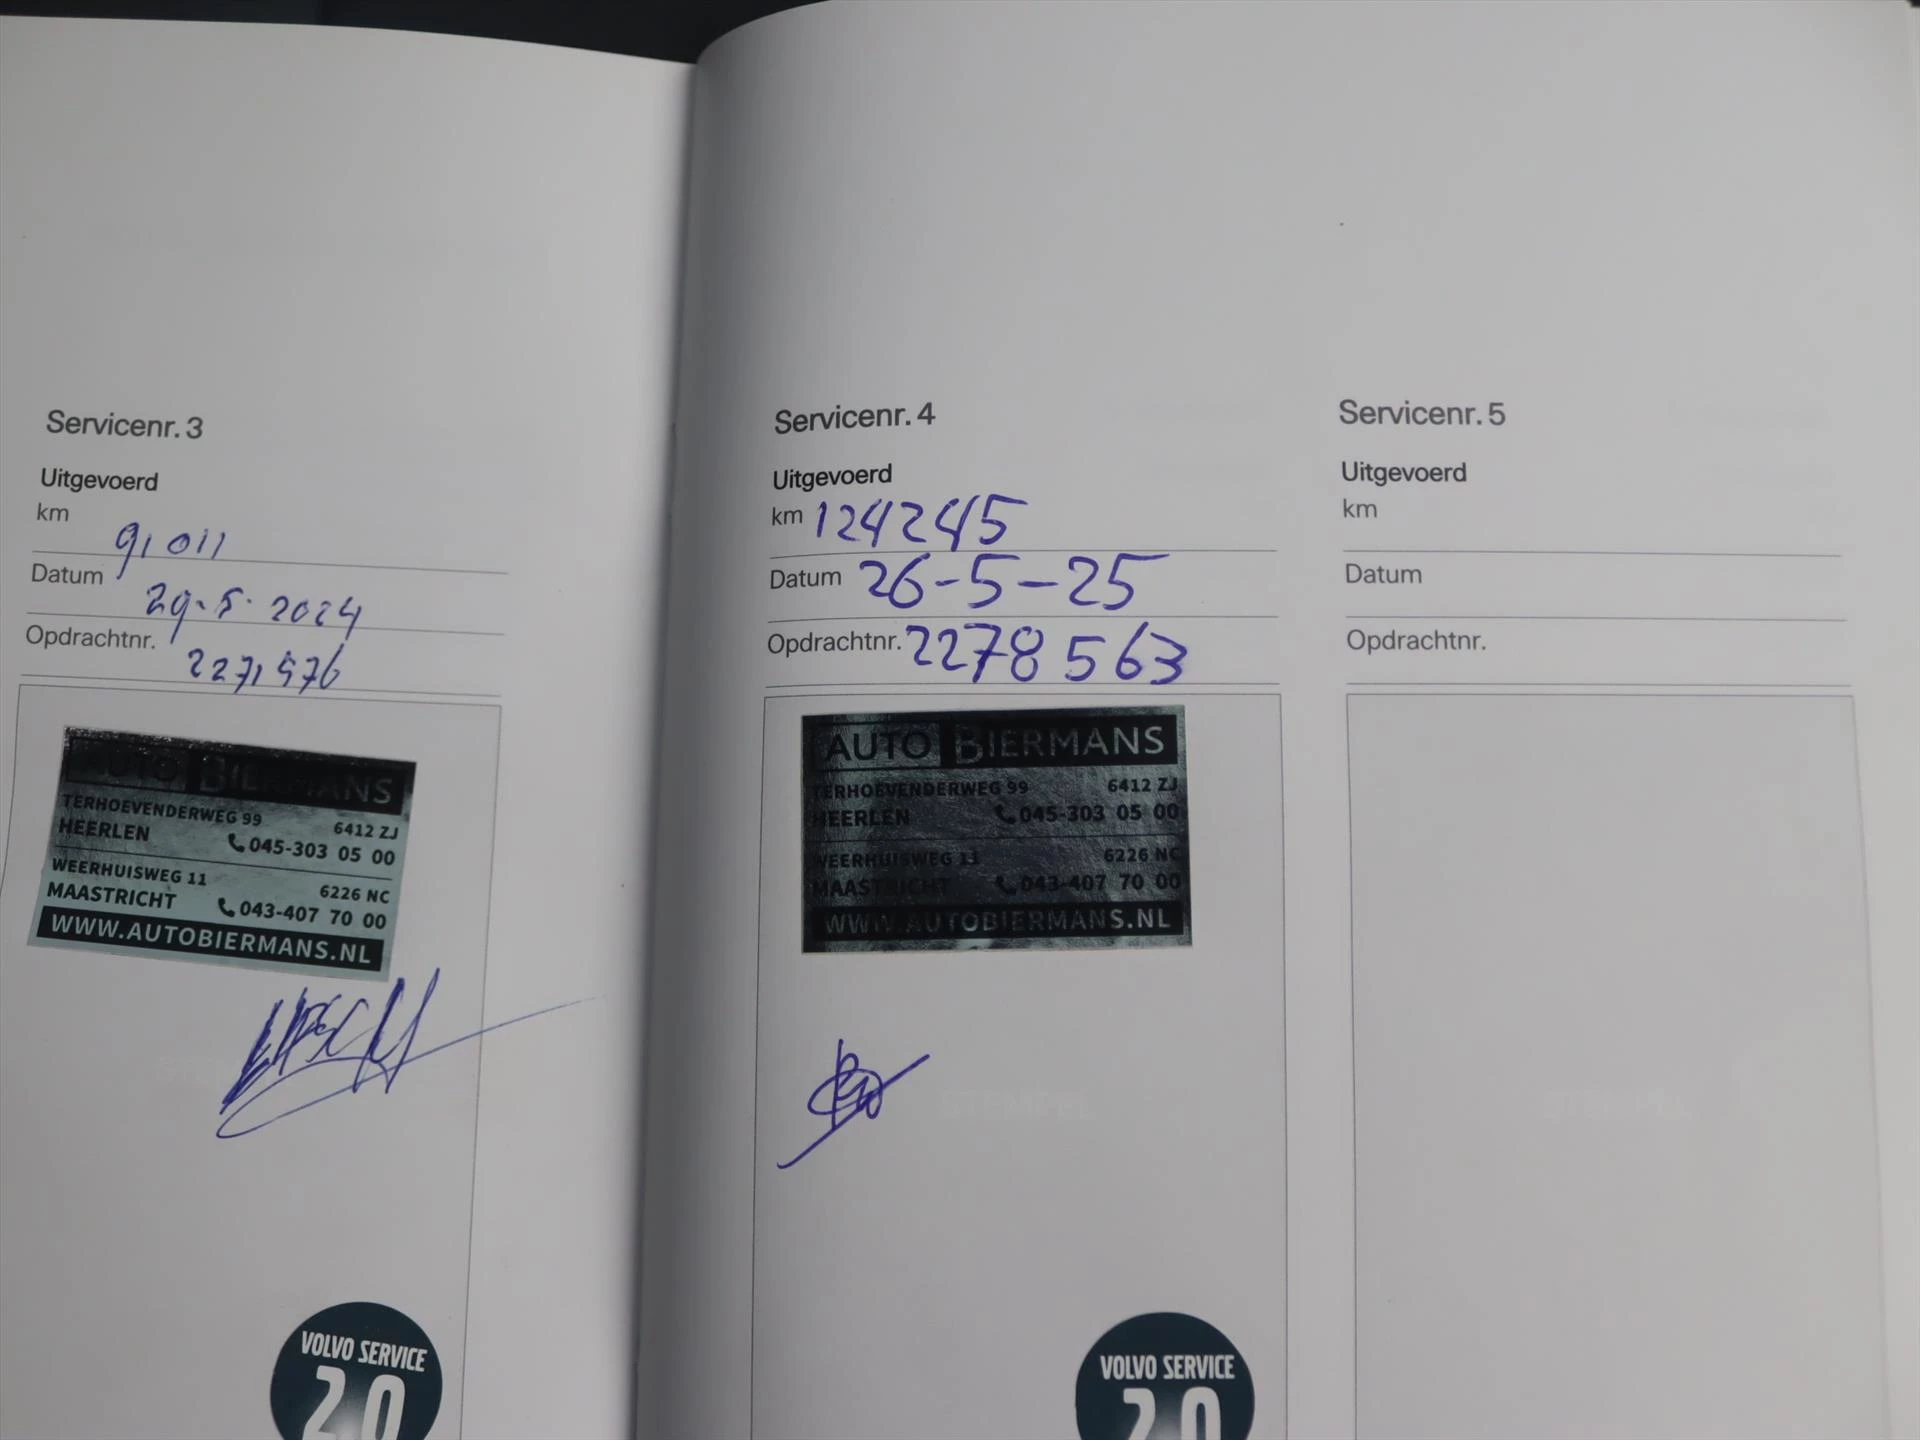 Servicenr. 3
Uitgevoerd
km 91011
Datum 29-5-2024
Opdrachtnr. 2271576
AUTO BIERMANS
TERHOEVENDERWEG 99 6412 ZJ
HEERLEN 045-303 05 00
WEERHUISWEG 11 6226 NC
MAASTRICHT 043-407 70 00
WWW.AUTOBIERMANS.NL
VOLVO SERVICE
2.0
Servicenr. 4
Uitgevoerd
km 124245
Datum 26-5-25
Opdrachtnr. 2278563
AUTO BIERMANS
TERHOEVENDERWEG 99 6412 ZJ
HEERLEN 045-303 05 00
WEERHUISWEG 11 6226 NC
MAASTRICHT 043-407 70 00
WWW.AUTOBIERMANS.NL
STEMPEL
VOLVO SERVICE
2.0
Servicenr. 5
Uitgevoerd
km
Datum
Opdrachtnr.
STEMPEL